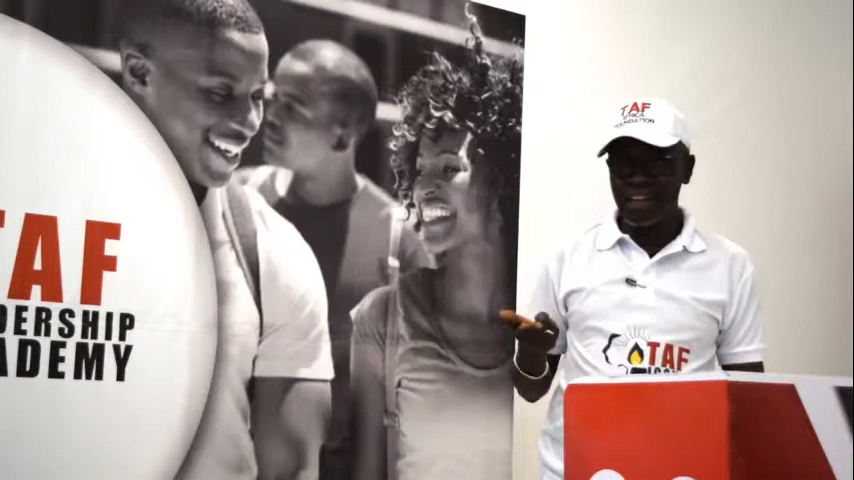 TAF
DERSHIP
ADEMY
TAF
AFRICA
FOUNDATION
TAF